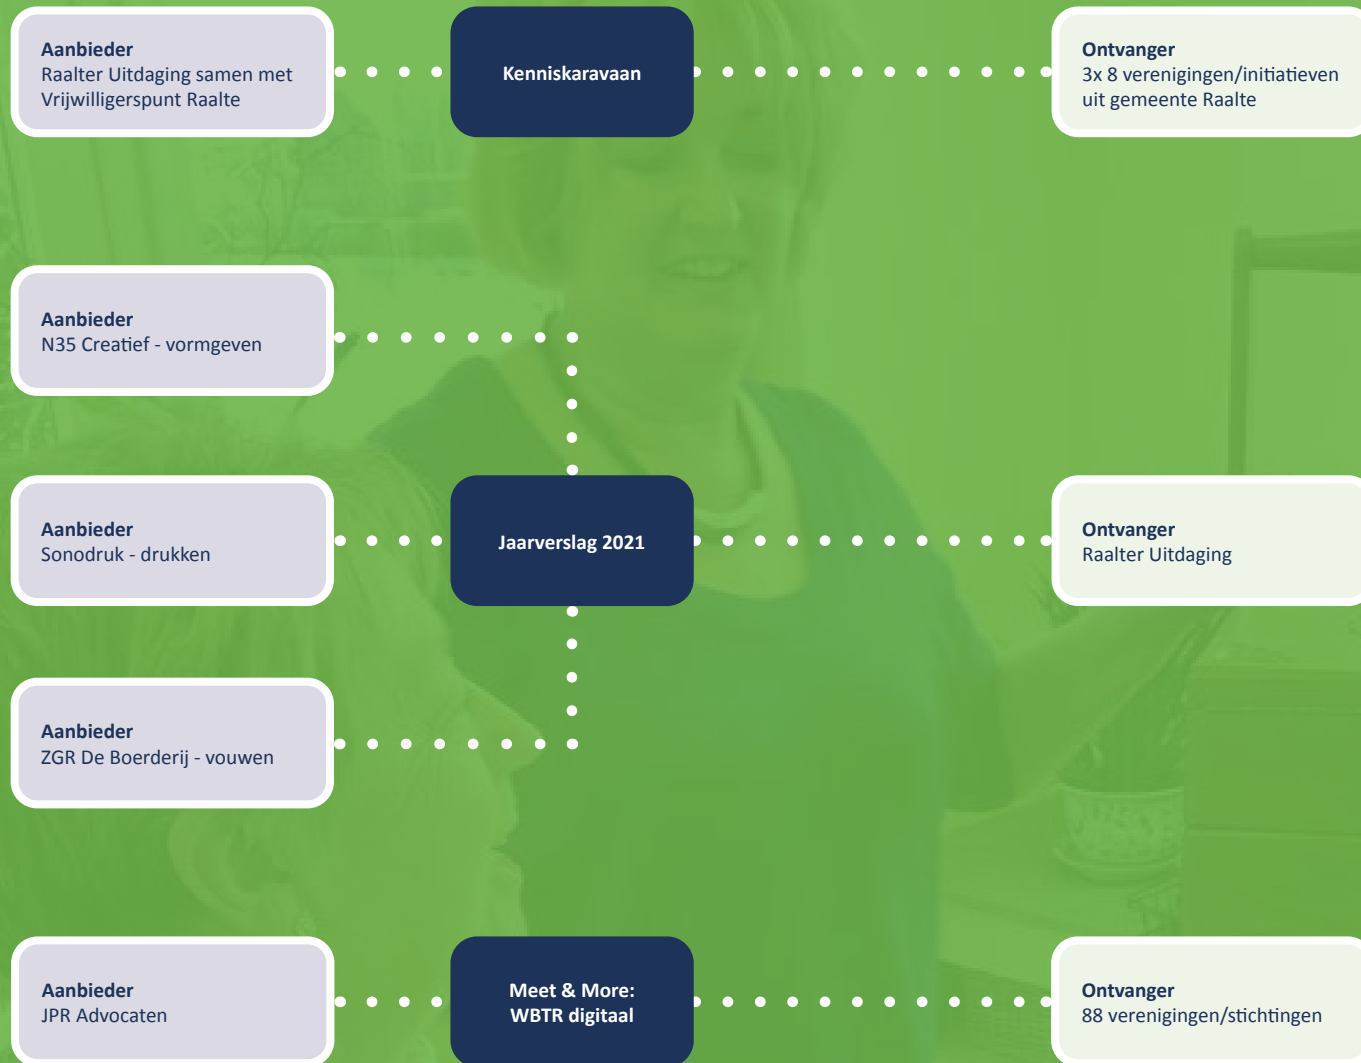 Aanbieder
Raalter Uitdaging samen met
Vrijwilligerspunt Raalte
Kenniskaravaan
Ontvanger
3x 8 verenigingen/initiatieven
uit gemeente Raalte
Aanbieder
N35 Creatief - vormgeven
Aanbieder
Sonodruk - drukken
Jaarverslag 2021
Ontvanger
Raalter Uitdaging
Aanbieder
ZGR De Boerderij - vouwen
Aanbieder
JPR Advocaten
Meet & More:
WBTR digitaal
Ontvanger
88 verenigingen/stichtingen